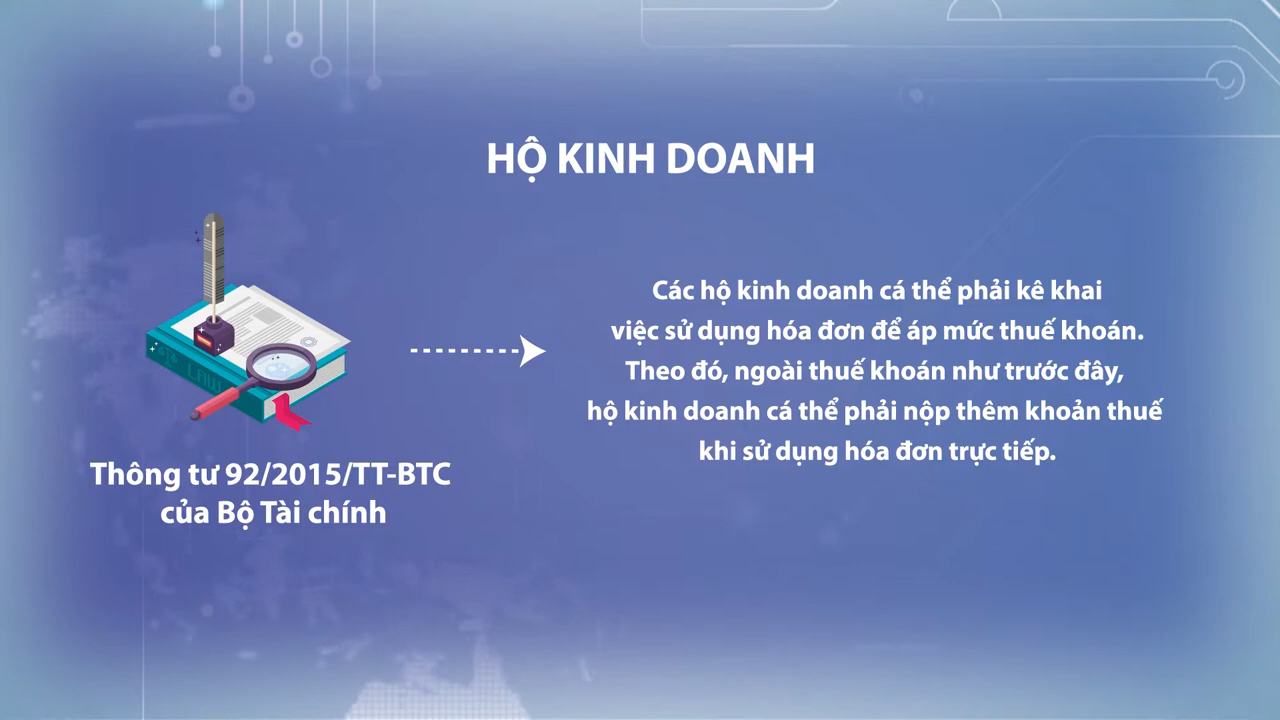 HỘ KINH DOANH
Các hộ kinh doanh cá thể phải kê khai
việc sử dụng hóa đơn để áp mức thuế khoán.
Theo đó, ngoài thuế khoán như trước đây,
hộ kinh doanh cá thể phải nộp thêm khoản thuế
khi sử dụng hóa đơn trực tiếp.
LAW
Thông tư 92/2015/TT-BTC
của Bộ Tài chính